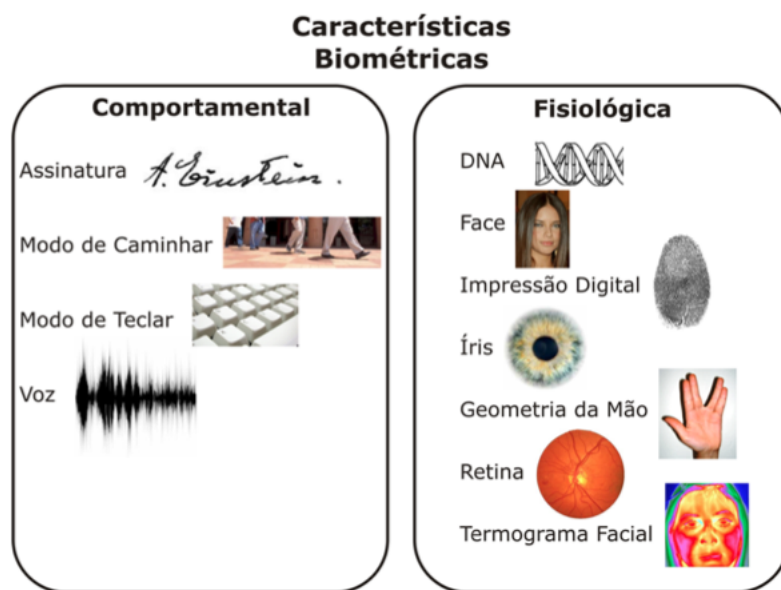 Características
Biométricas
Comportamental
Assinatura
A. Einstein.
Modo de Caminhar
Modo de Teclar
Voz
Fisiológica
DNA
Face
Impressão Digital
Íris
Geometria da Mão
Retina
Termograma Facial